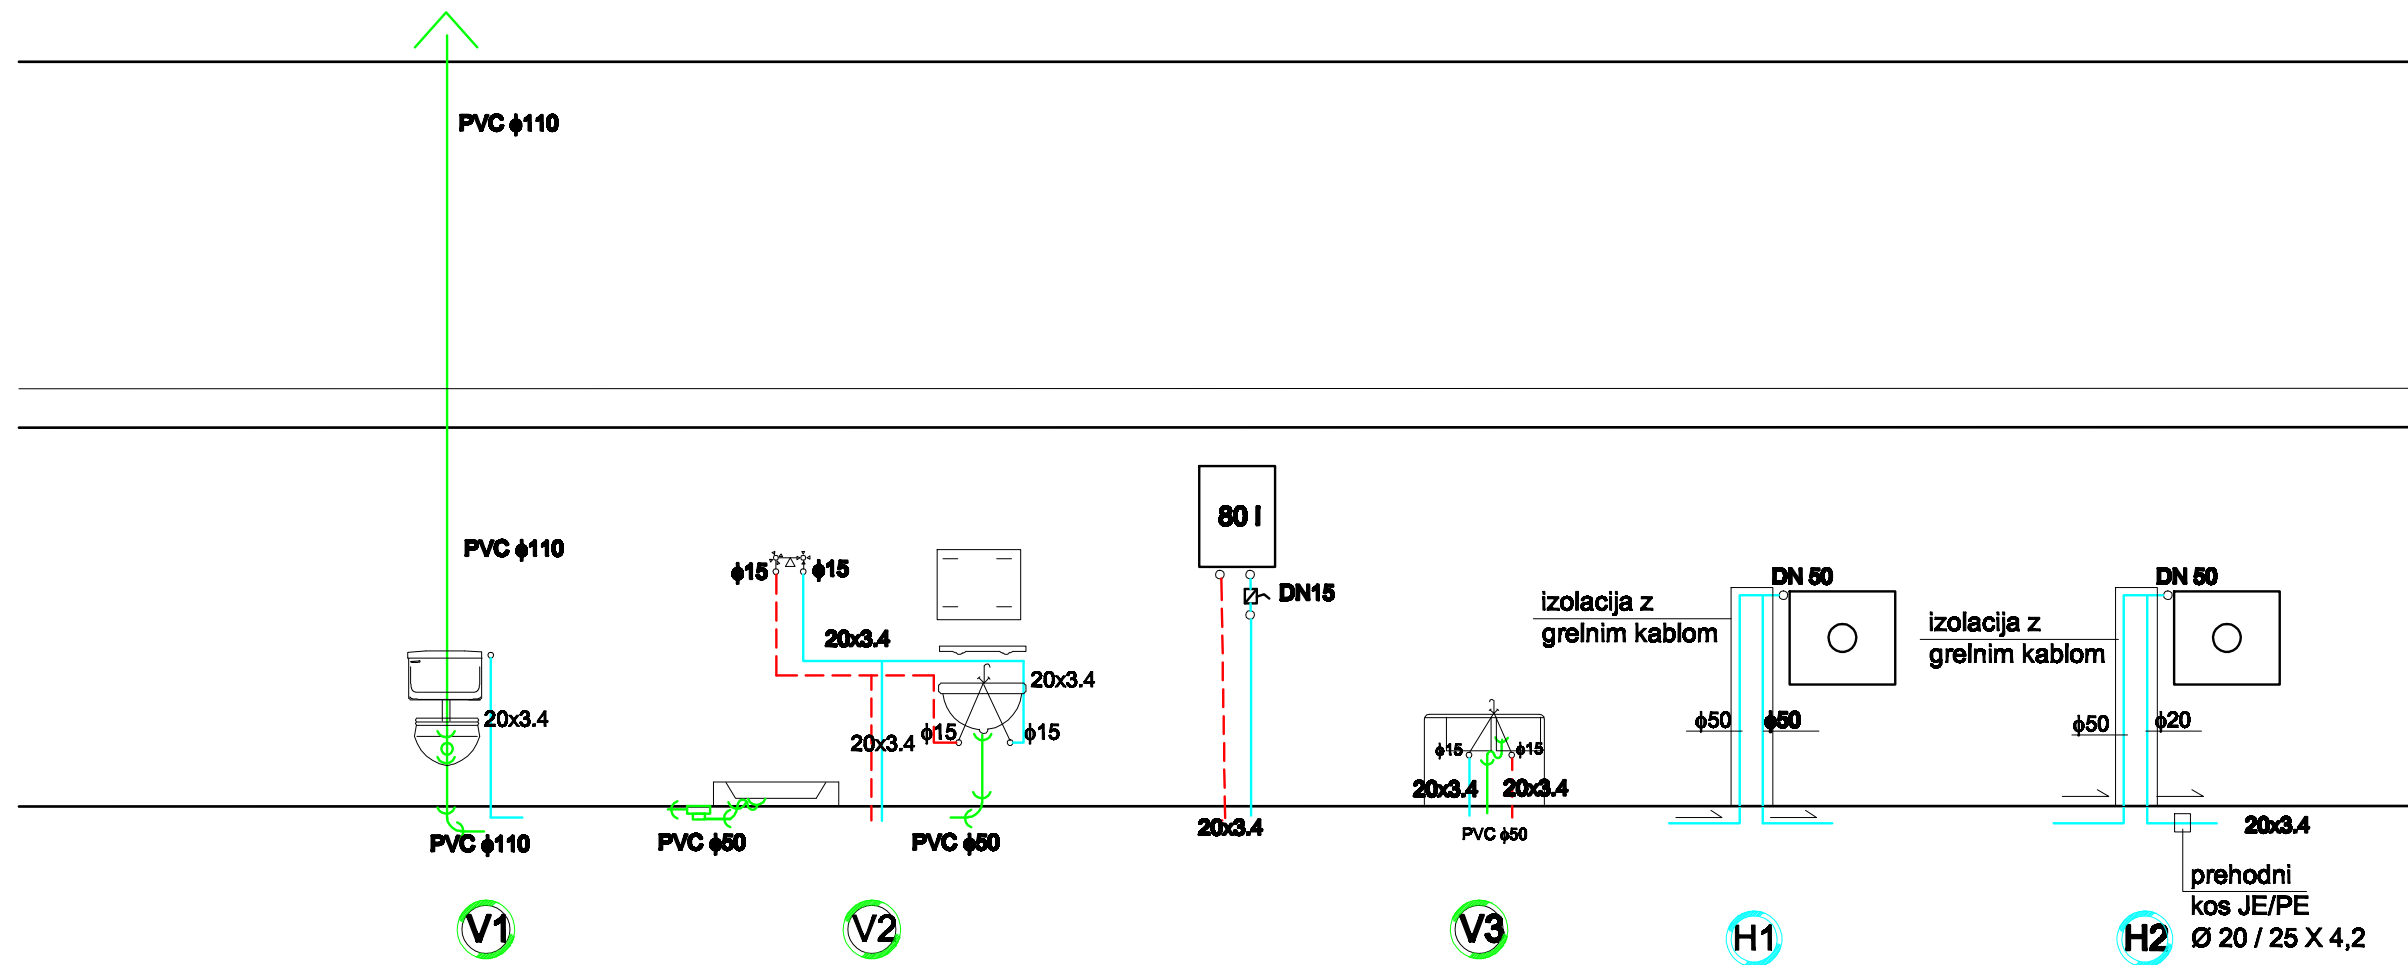 PVC ϕ110
PVC ϕ110
20x3.4
PVC ϕ110
ϕ15
ϕ15
20x3.4
20x3.4
ϕ15
ϕ15
20x3.4
PVC ϕ50
PVC ϕ50
80 l
DN15
20x3.4
ϕ15
ϕ15
20x3.4
20x3.4
PVC ϕ50
izolacija z
grelnim kablom
DN 50
ϕ50
ϕ50
izolacija z
grelnim kablom
DN 50
ϕ50
ϕ20
20x3.4
prehodni
kos JE/PE
Ø 20 / 25 X 4,2
V1
V2
V3
H1
H2